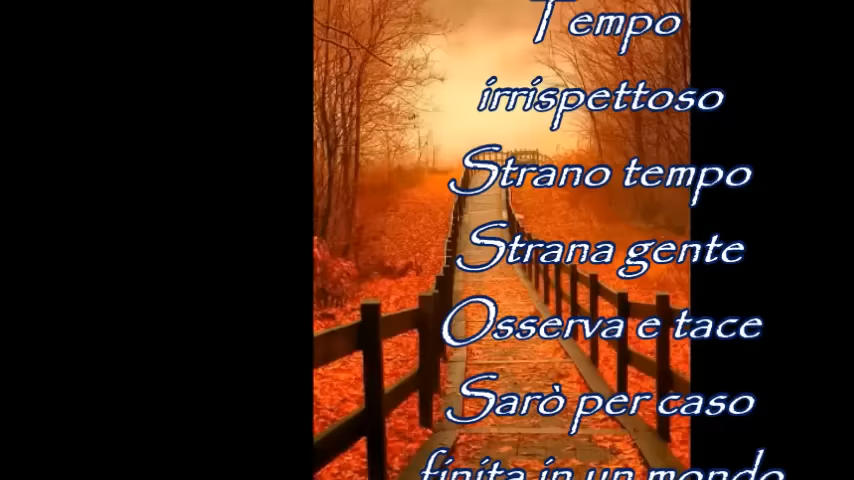 Tempo
irrispettoso
Strano tempo
Strana gente
Osserva e tace
Sarò per caso
finita in un mondo